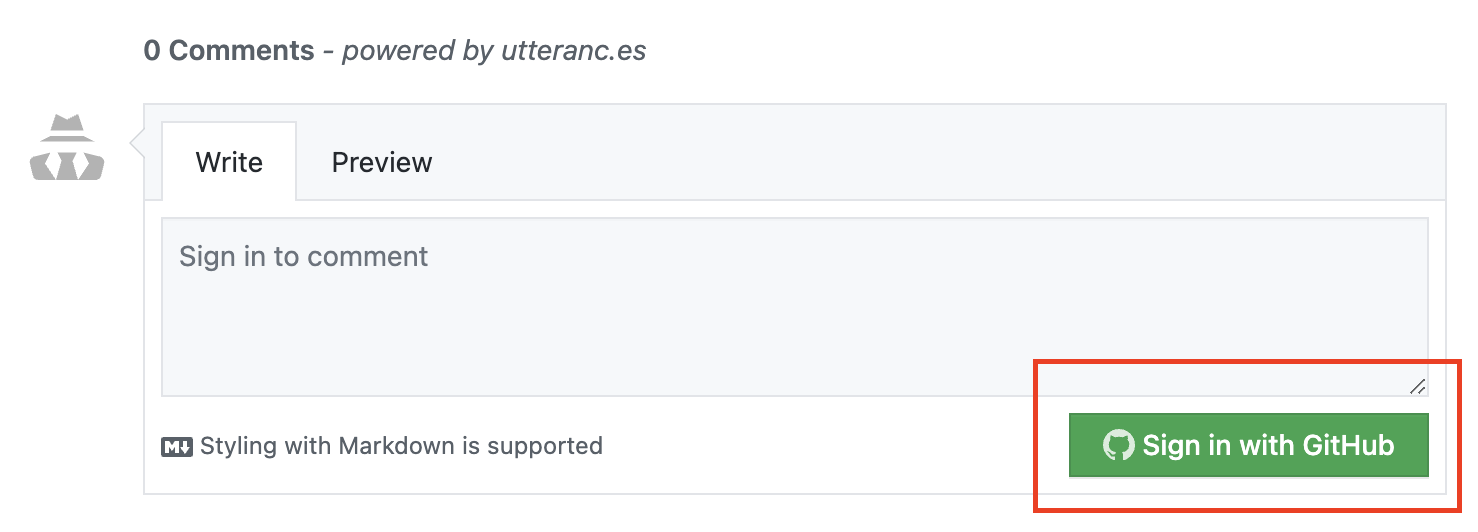 0 Comments - powered by utteranc.es
Write
Preview
Sign in to comment
M Styling with Markdown is supported
Sign in with GitHub